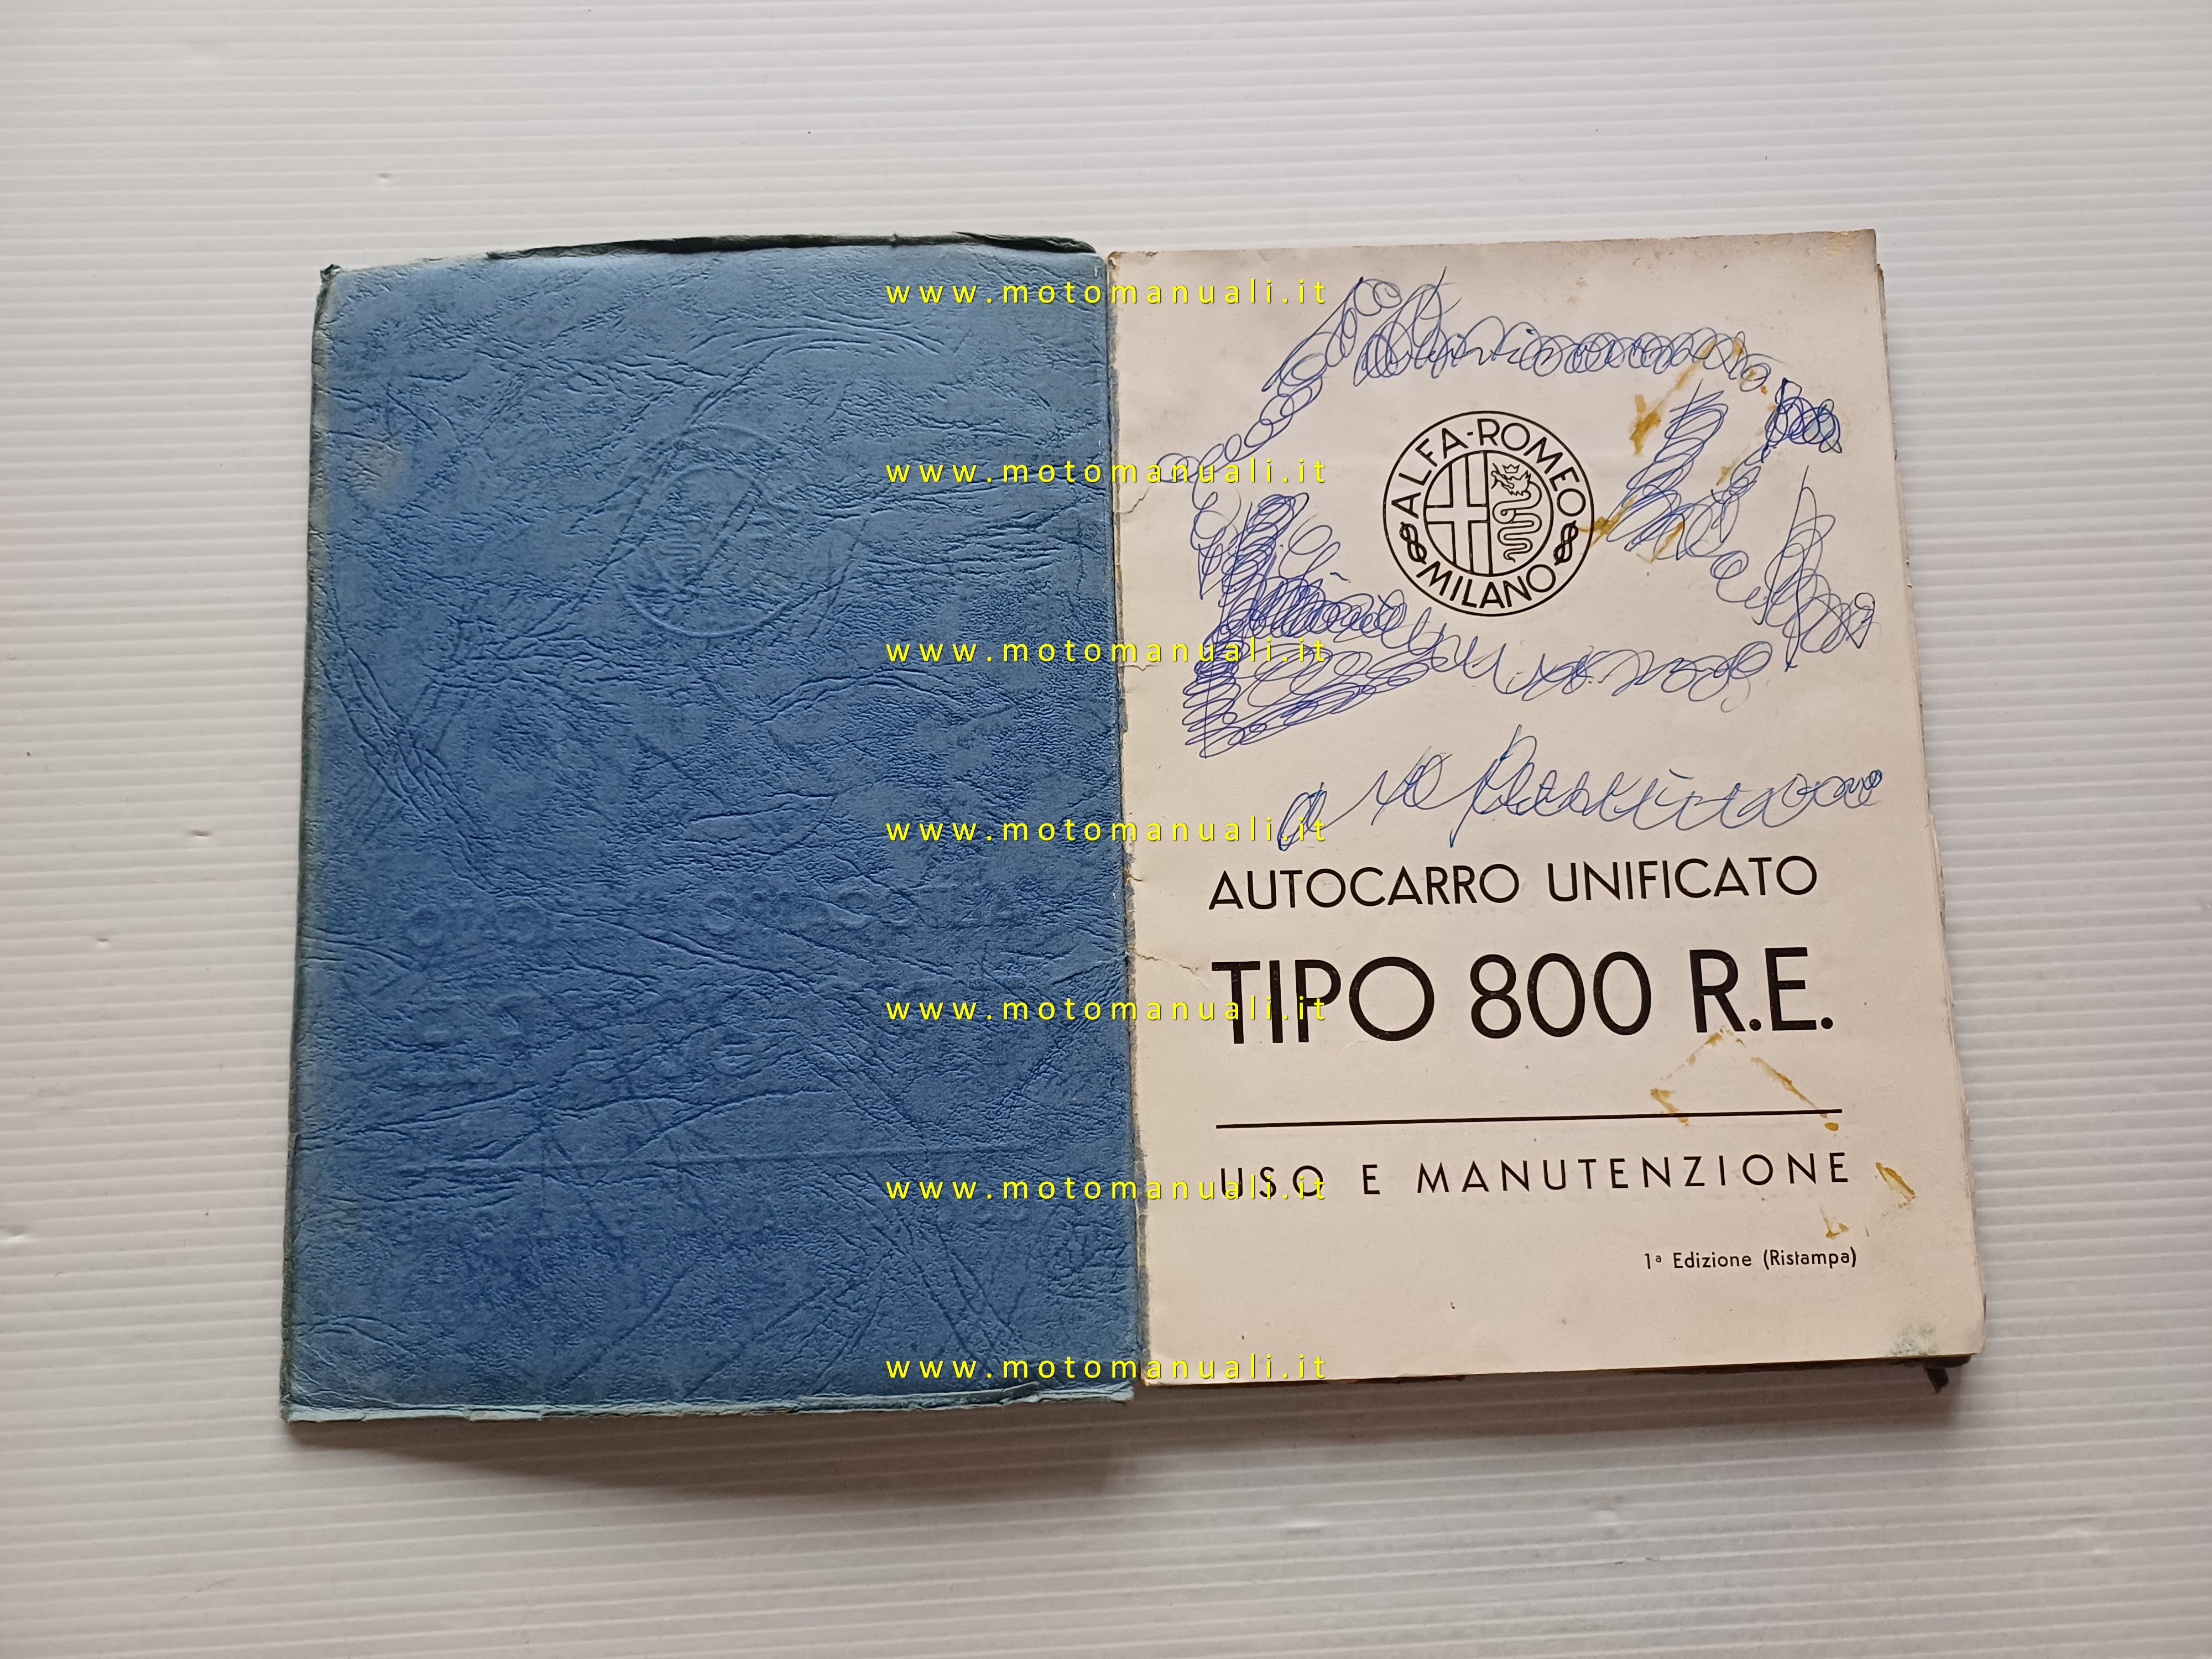 www.motomanuali.it
www.motomanuali.it
ALFA-ROMEO
MILANO
www.motomanuali.it
www.motomanuali.it
AUTOCARRO UNIFICATO
TIPO 800 R.E.
www.motomanuali.it
USO E MANUTENZIONE
www.motomanuali.it
1ª Edizione (Ristampa)
www.motomanuali.it